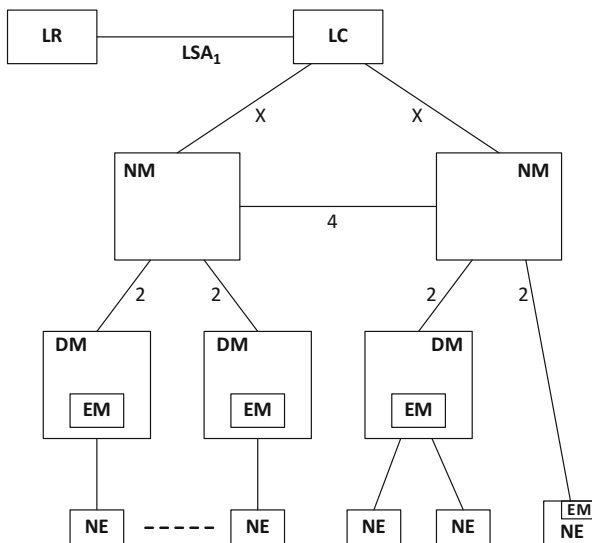 LR LC
LSA₁
X X
NM NM
4
2 2 2 2
DM DM DM
EM EM EM
EM
NE NE NE NE NE